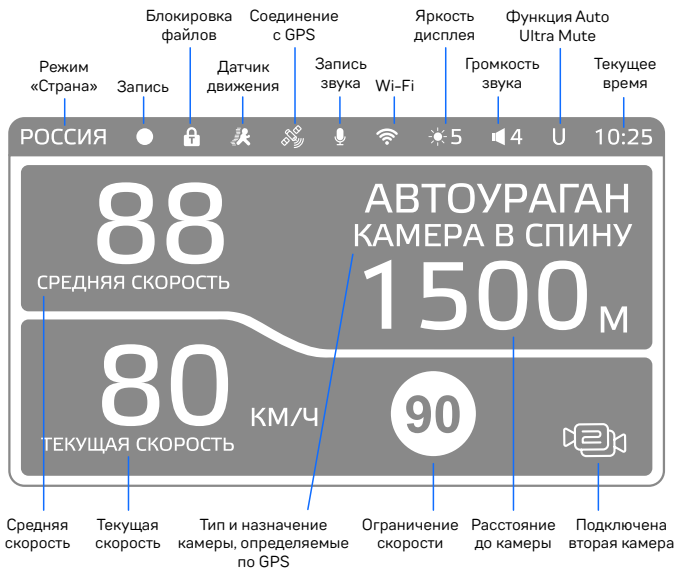 Блокировка
файлов
Соединение
с GPS
Яркость
дисплея
Функция Auto
Ultra Mute
Режим
«Страна»
Запись
Датчик
движения
Запись
звука
Wi-Fi
Громкость
звука
Текущее
время
РОССИЯ
5
4
U
10:25
88
СРЕДНЯЯ СКОРОСТЬ
АВТОУРАГАН
КАМЕРА В СПИНУ
1500 М
80 КМ/Ч
ТЕКУЩАЯ СКОРОСТЬ
90
2
Средняя
скорость
Текущая
скорость
Тип и назначение
камеры, определяемые
по GPS
Ограничение
скорости
Расстояние
до камеры
Подключена
вторая камера